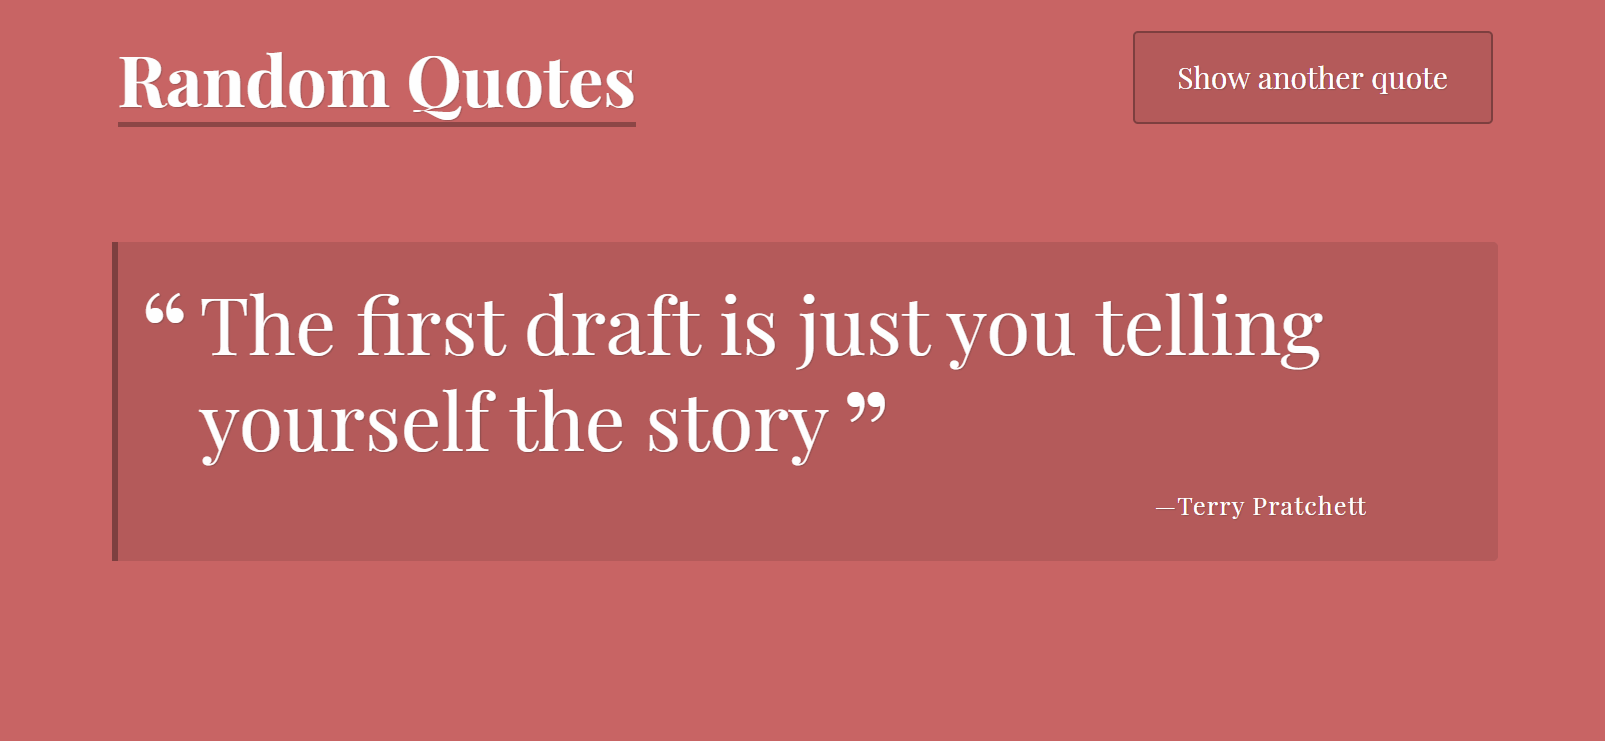 Random Quotes
Show another quote
“ The first draft is just you telling
yourself the story ”
—Terry Pratchett